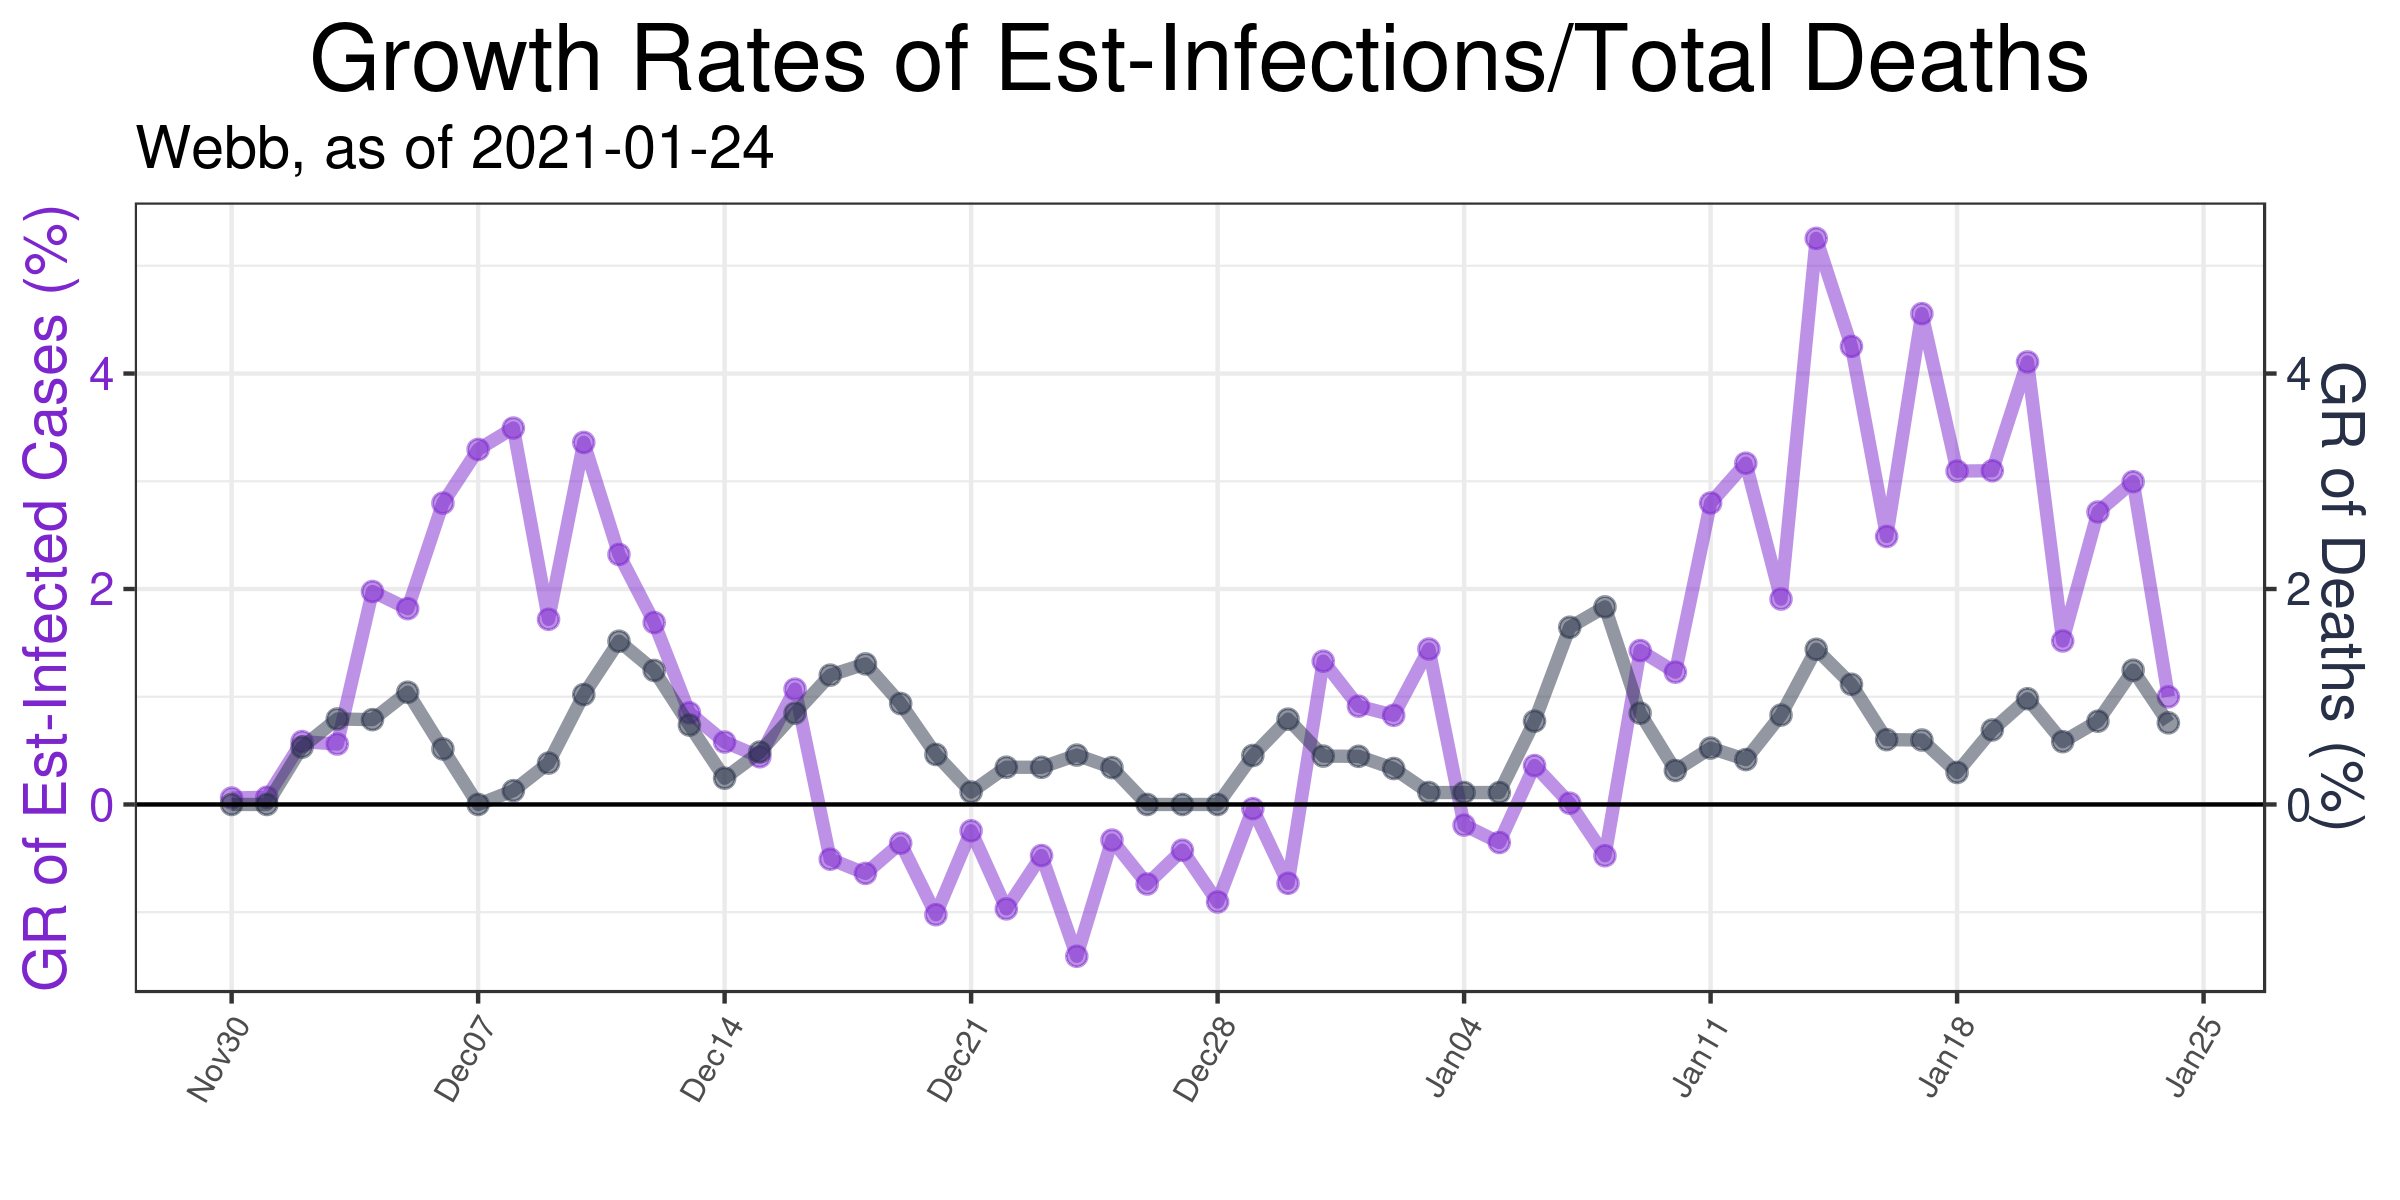 Growth Rates of Est-Infections/Total Deaths
Webb, as of 2021-01-24
GR of Est-Infected Cases (%)
4
2
0
4
2
0
GR of Deaths (%)
Nov30
Dec07
Dec14
Dec21
Dec28
Jan04
Jan11
Jan18
Jan25